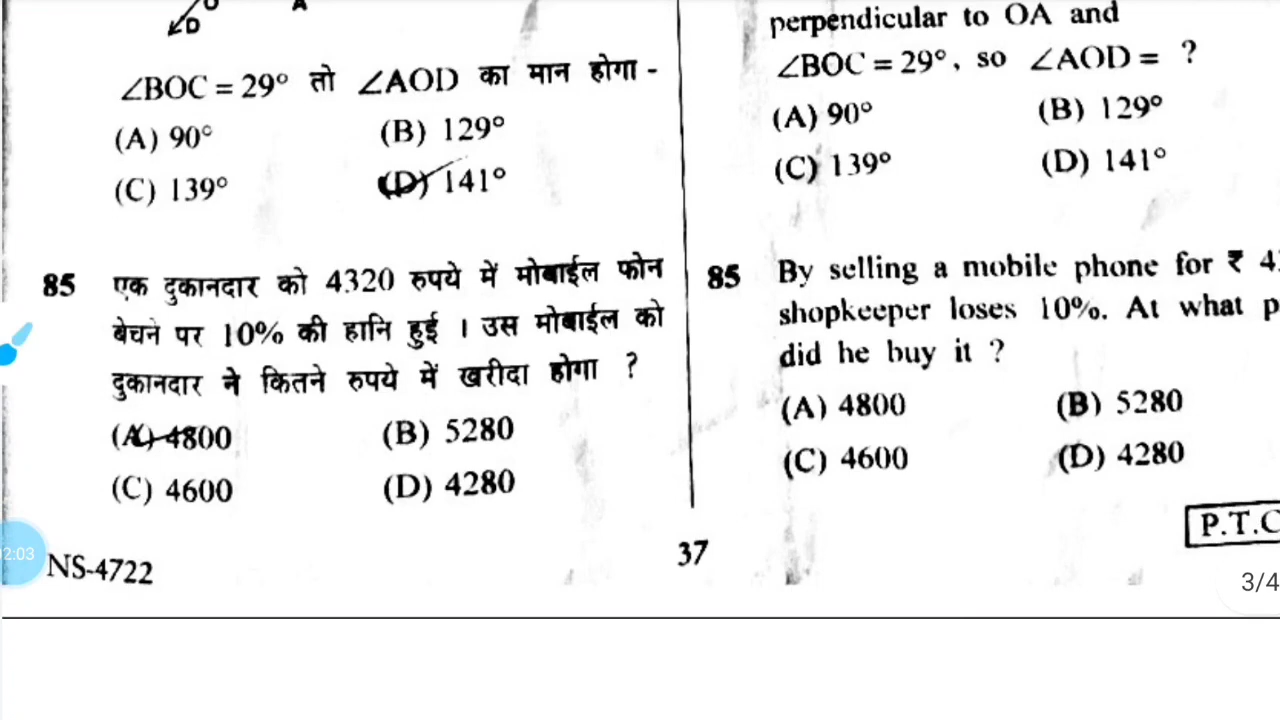 D
A
∠BOC = 29° तो ∠AOD का मान होगा -
(A) 90° (B) 129°
(C) 139° (D) 141°
85 एक दुकानदार को 4320 रुपये में मोबाईल फोन
बेचने पर 10% की हानि हुई । उस मोबाईल को
दुकानदार ने कितने रुपये में खरीदा होगा ?
(A) 4800 (B) 5280
(C) 4600 (D) 4280
NS-4722
37
perpendicular to OA and
∠BOC = 29°, so ∠AOD = ?
(A) 90° (B) 129°
(C) 139° (D) 141°
85 By selling a mobile phone for ₹
shopkeeper loses 10%. At what
did he buy it ?
(A) 4800 (B) 5280
(C) 4600 (D) 4280
P.T.
3/4
2:03